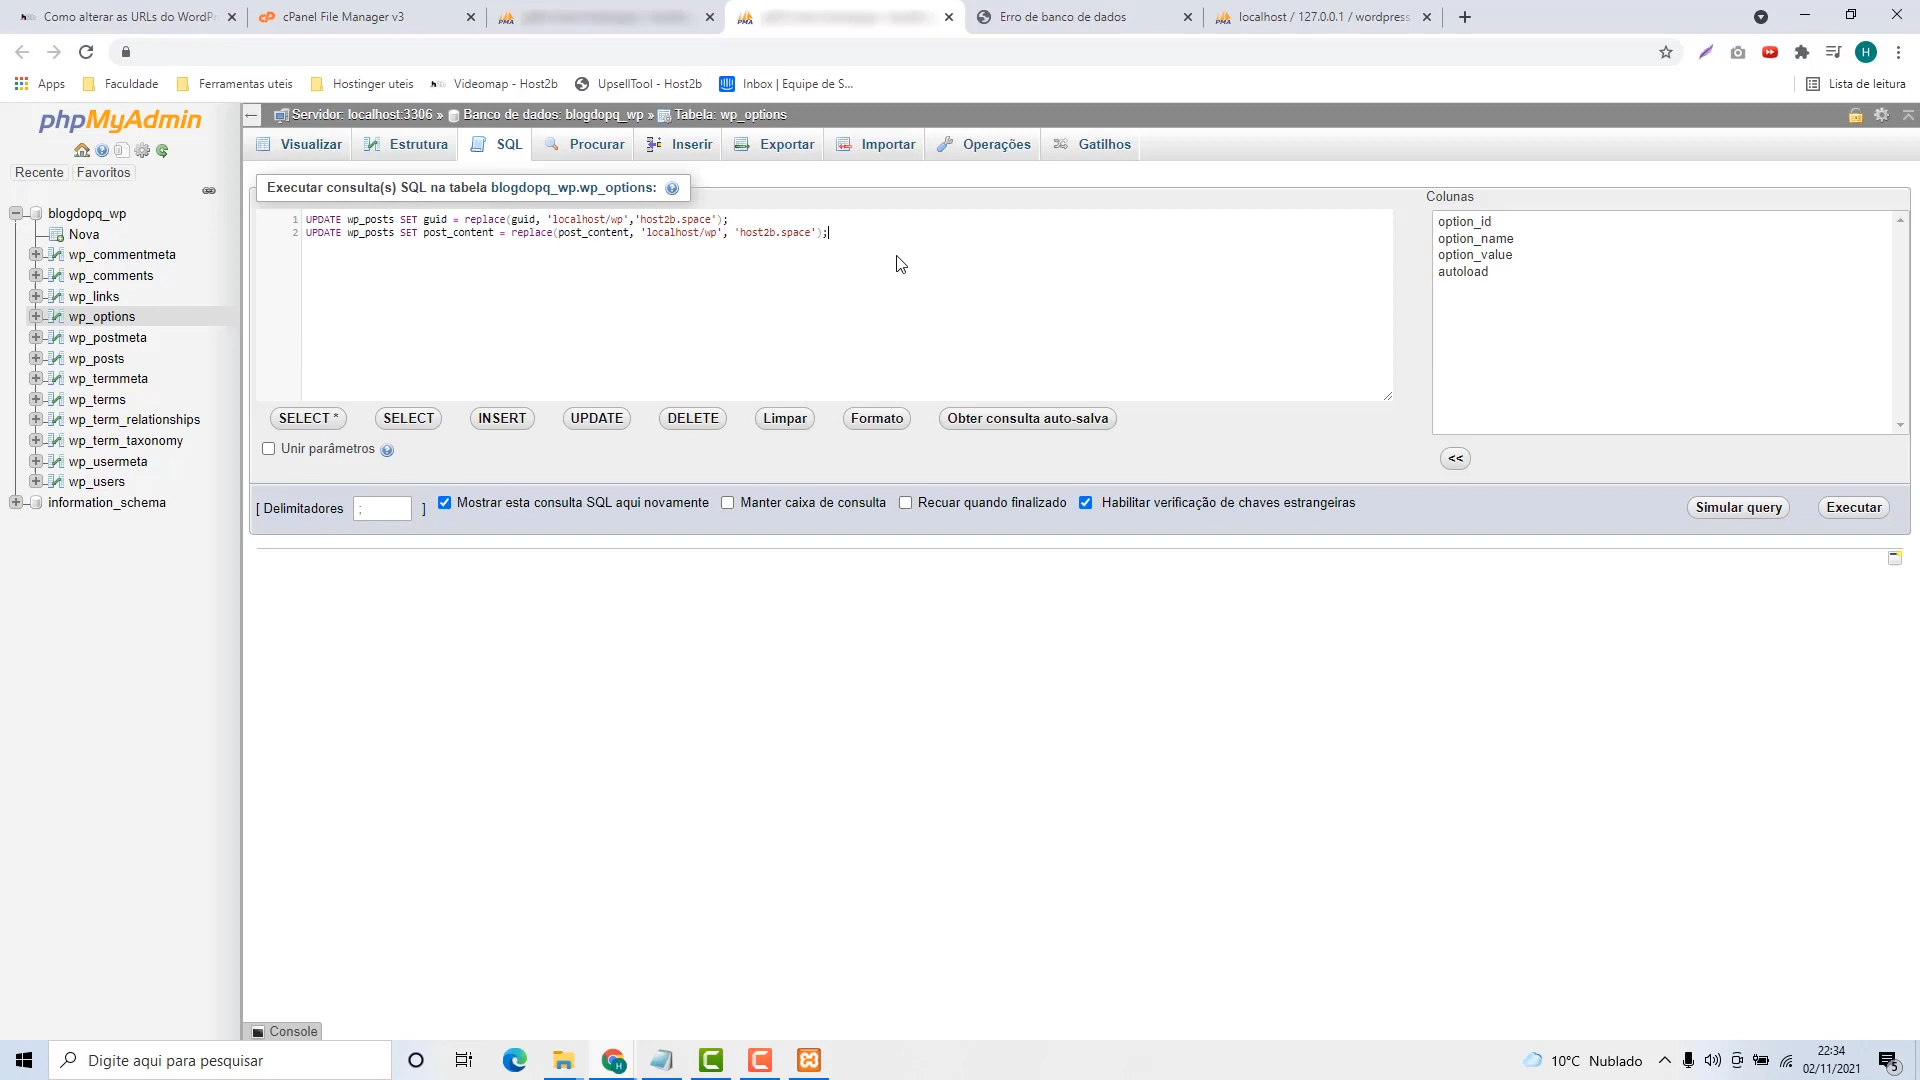 Como alterar as URLs do WordPr
cPanel File Manager v3
Erro de banco de dados
localhost / 127.0.0.1 / wordpress
H
Apps
Faculdade
Ferramentas uteis
Hostinger uteis
Videomap - Host2b
UpsellTool - Host2b
Inbox | Equipe de S...
Lista de leitura
phpMyAdmin
Recente
Favoritos
blogdopq_wp
Nova
wp_commentmeta
wp_comments
wp_links
wp_options
wp_postmeta
wp_posts
wp_termmeta
wp_terms
wp_term_relationships
wp_term_taxonomy
wp_usermeta
wp_users
information_schema
Servidor: localhost:3306 » Banco de dados: blogdopq_wp » Tabela: wp_options
Visualizar
Estrutura
SQL
Procurar
Inserir
Exportar
Importar
Operações
Gatilhos
Executar consulta(s) SQL na tabela blogdopq_wp.wp_options:
1 UPDATE wp_posts SET guid = replace(guid, 'localhost/wp','host2b.space');
2 UPDATE wp_posts SET post_content = replace(post_content, 'localhost/wp', 'host2b.space');
Colunas
option_id
option_name
option_value
autoload
<<
SELECT *
SELECT
INSERT
UPDATE
DELETE
Limpar
Formato
Obter consulta auto-salva
Unir parâmetros
[ Delimitadores ; ]
Mostrar esta consulta SQL aqui novamente
Manter caixa de consulta
Recuar quando finalizado
Habilitar verificação de chaves estrangeiras
Simular query
Executar
Console
Digite aqui para pesquisar
10°C Nublado
22:34
02/11/2021
5